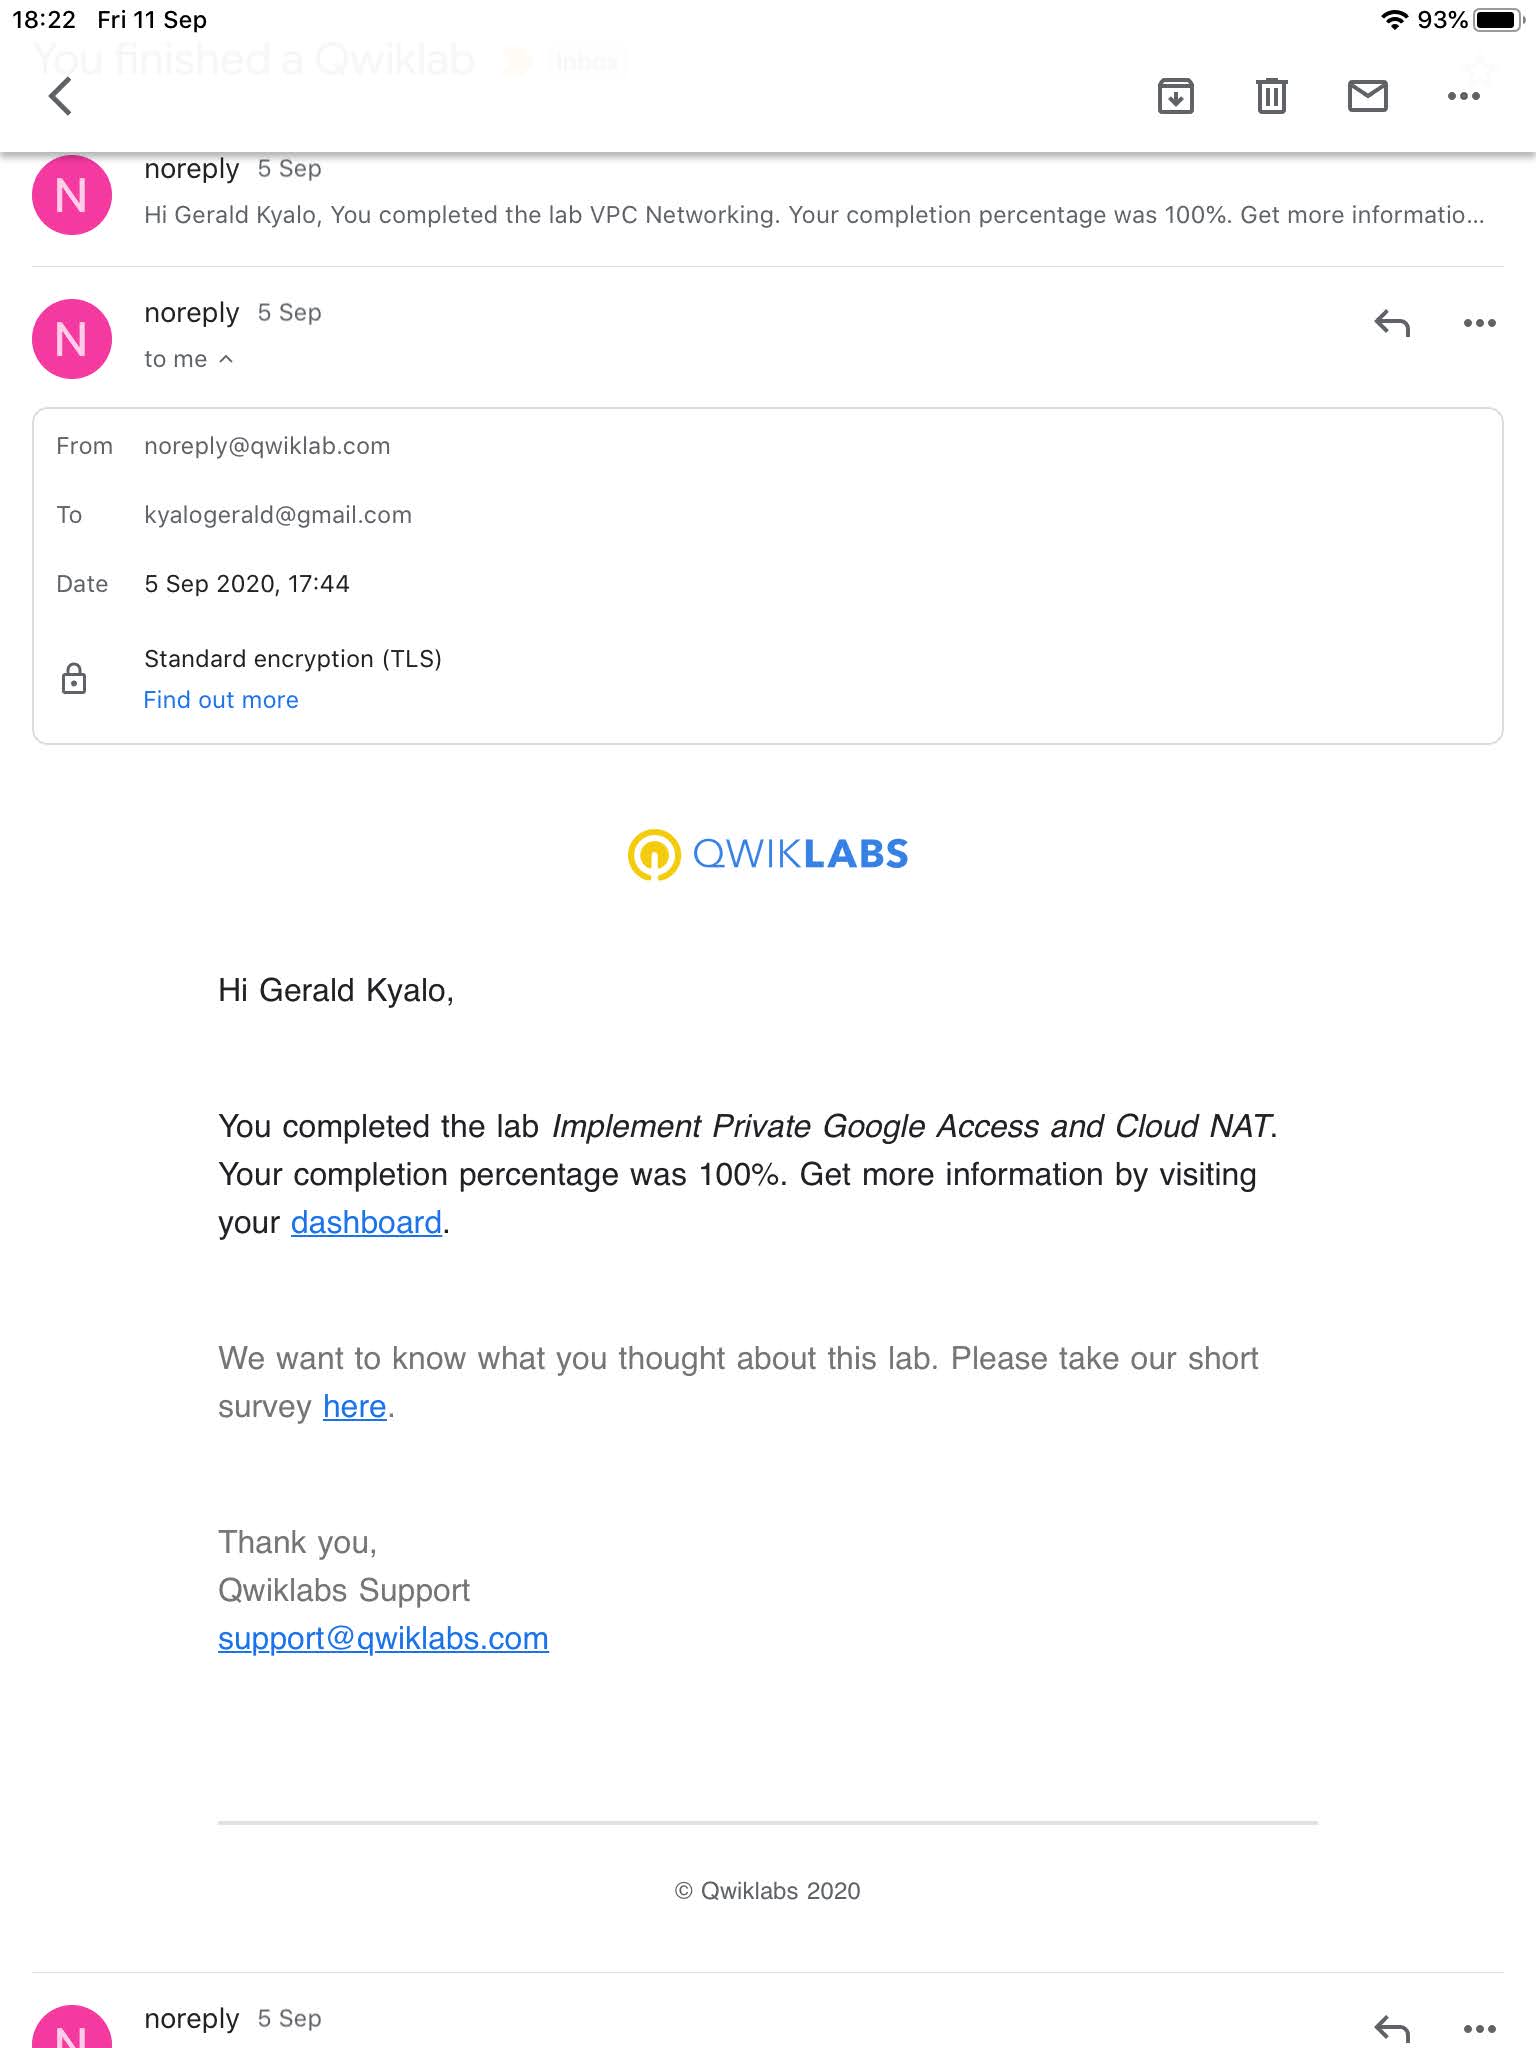 18:22 Fri 11 Sep
93%
You finished a Qwiklab Inbox
noreply 5 Sep
N
Hi Gerald Kyalo, You completed the lab VPC Networking. Your completion percentage was 100%. Get more informatio...
noreply 5 Sep
N
to me
From noreply@qwiklab.com
To kyalogerald@gmail.com
Date 5 Sep 2020, 17:44
Standard encryption (TLS)
Find out more
QWIKLABS
Hi Gerald Kyalo,
You completed the lab Implement Private Google Access and Cloud NAT.
Your completion percentage was 100%. Get more information by visiting
your dashboard.
We want to know what you thought about this lab. Please take our short
survey here.
Thank you,
Qwiklabs Support
support@qwiklabs.com
© Qwiklabs 2020
noreply 5 Sep
N